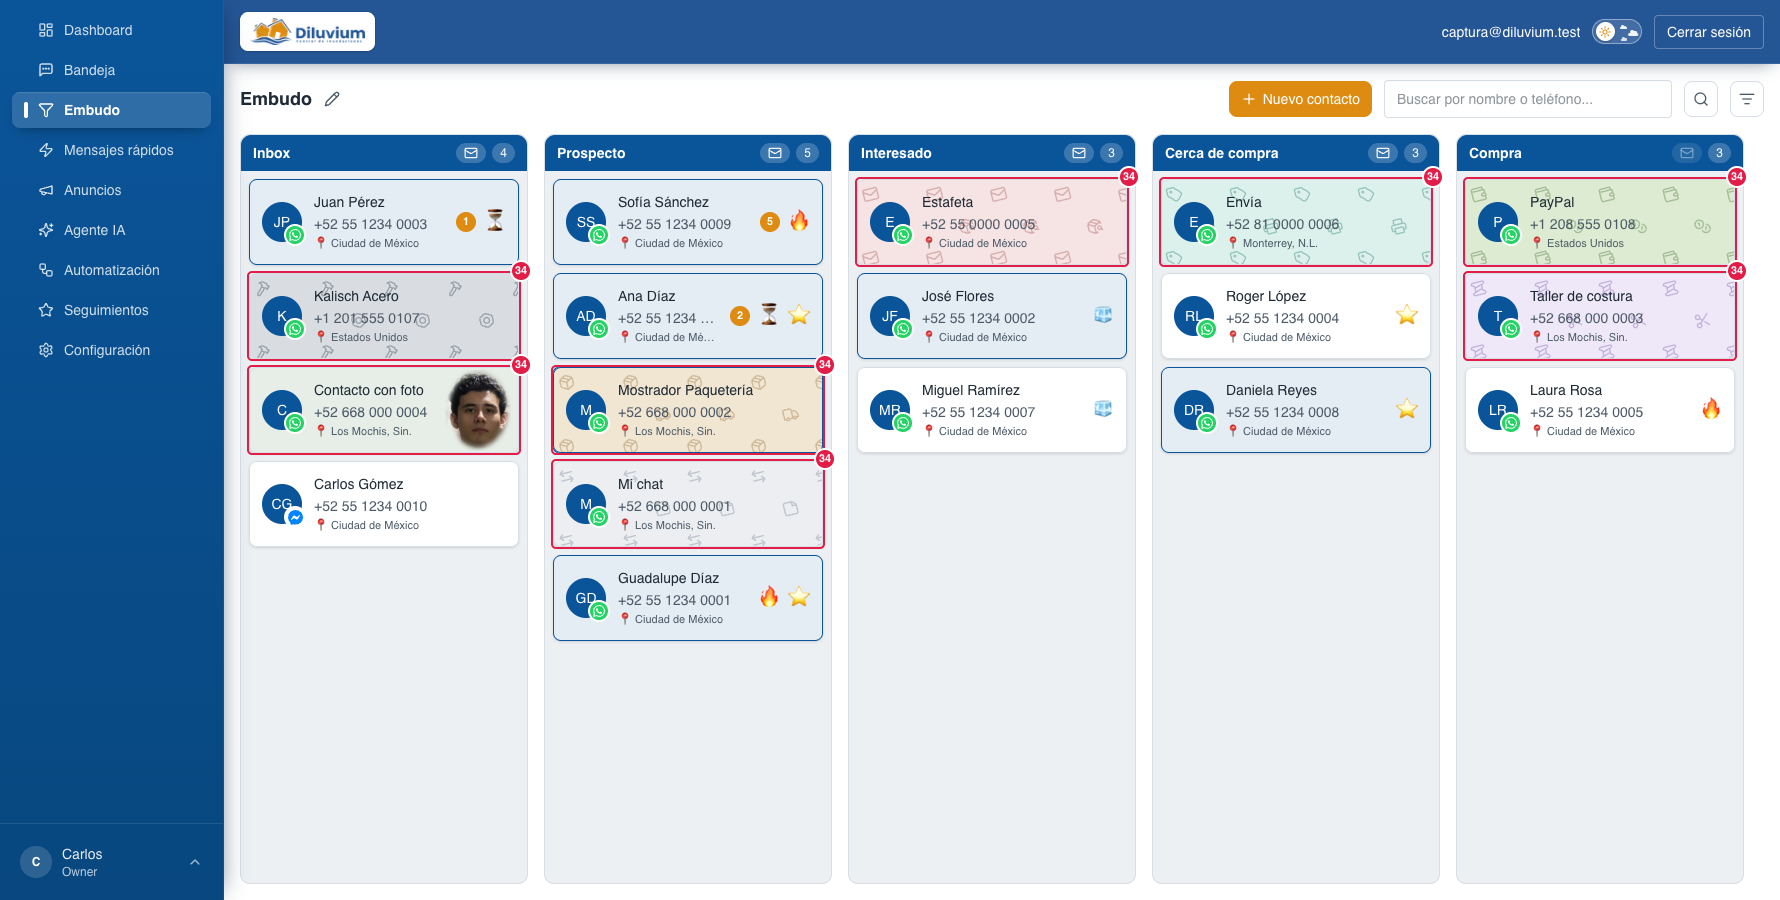 Dashboard
Bandeja
Embudo
Mensajes rápidos
Anuncios
Agente IA
Automatización
Seguimientos
Configuración
C
Carlos
Owner
Diluvium
captura@diluvium.test
Cerrar sesión
Embudo
Nuevo contacto
Buscar por nombre o teléfono...
Inbox
4
JP
Juan Pérez
+52 55 1234 0003
Ciudad de México
1
34
K
Kalisch Acero
+1 201 555 0107
Estados Unidos
34
C
Contacto con foto
+52 668 000 0004
Los Mochis, Sin.
CG
Carlos Gómez
+52 55 1234 0010
Ciudad de México
Prospecto
5
SS
Sofía Sánchez
+52 55 1234 0009
Ciudad de México
5
AD
Ana Díaz
+52 55 1234 ...
Ciudad de Mé...
2
34
M
Mostrador Paquetería
+52 668 000 0002
Los Mochis, Sin.
34
M
Mi chat
+52 668 000 0001
Los Mochis, Sin.
GD
Guadalupe Díaz
+52 55 1234 0001
Ciudad de México
Interesado
3
34
E
Estafeta
+52 55 0000 0005
Ciudad de México
JF
José Flores
+52 55 1234 0002
Ciudad de México
MR
Miguel Ramírez
+52 55 1234 0007
Ciudad de México
Cerca de compra
3
34
E
Envía
+52 81 0000 0006
Monterrey, N.L.
RL
Roger López
+52 55 1234 0004
Ciudad de México
DR
Daniela Reyes
+52 55 1234 0008
Ciudad de México
Compra
3
34
P
PayPal
+1 208 555 0108
Estados Unidos
34
T
Taller de costura
+52 668 000 0003
Los Mochis, Sin.
LR
Laura Rosa
+52 55 1234 0005
Ciudad de México